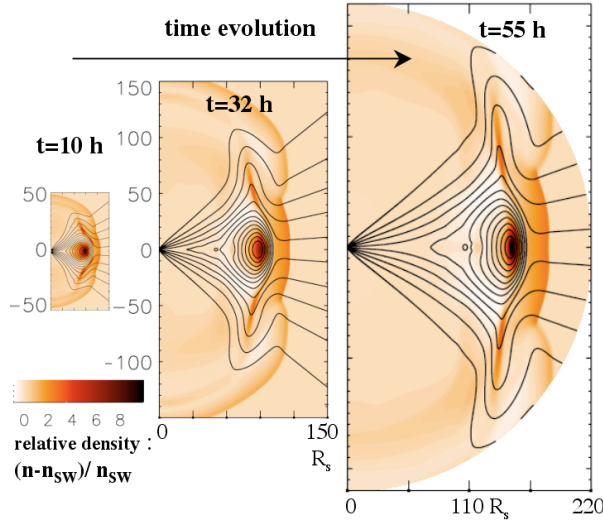 time evolution
t=55 h
t=32 h
t=10 h
150
100
50
0
-50
-100
50
0
-50
0 2 4 6 8
relative density :
(n-nSW)/ nSW
0 150
Rs
0 110 Rs 220